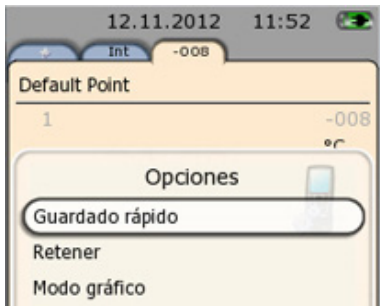 12.11.2012 11:52
Int -008
Default Point
1 -008
°C
Opciones
Guardado rápido
Retener
Modo gráfico